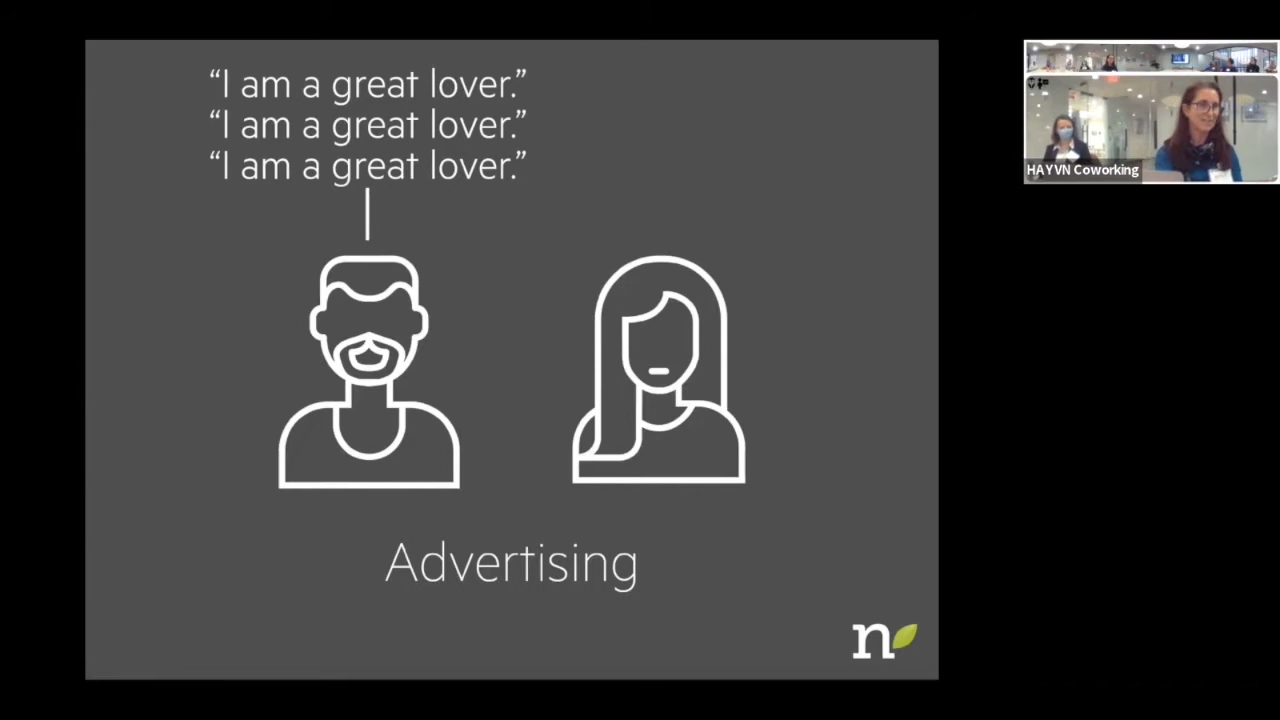 “I am a great lover.”
“I am a great lover.”
“I am a great lover.”
Advertising
n
HAYVN Coworking